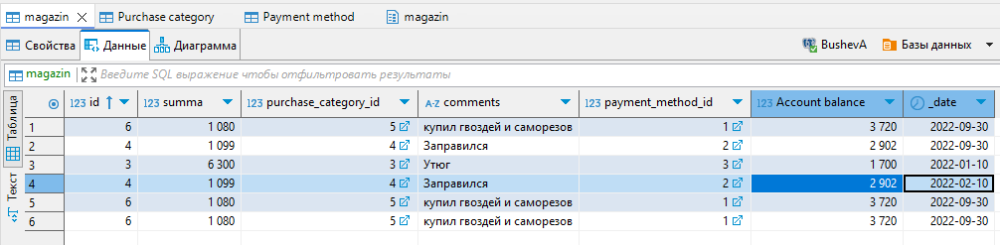 magazin Purchase category Payment method magazin
Свойства Данные Диаграмма BushevA Базы данных
magazin Введите SQL выражение чтобы отфильтровать результаты
Таблица
Текст
123 id 123 summa 123 purchase_category_id A-Z comments 123 payment_method_id 123 Account balance _date
1 6 1 080 5 купил гвоздей и саморезов 1 3 720 2022-09-30
2 4 1 099 4 Заправился 2 2 902 2022-09-30
3 3 6 300 3 Утюг 3 1 700 2022-01-10
4 4 1 099 4 Заправился 2 2 902 2022-02-10
5 6 1 080 5 купил гвоздей и саморезов 1 3 720 2022-09-30
6 6 1 080 5 купил гвоздей и саморезов 1 3 720 2022-09-30